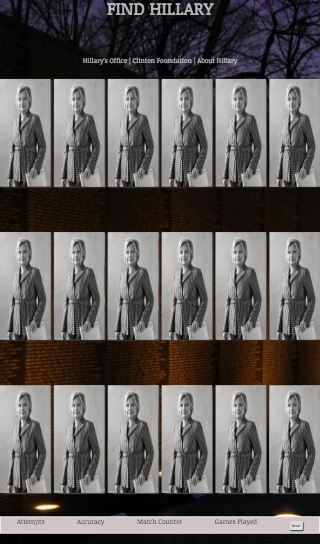 FIND HILLARY
Hillary's Office | Clinton Foundation | About Hillary
Attempts Accuracy Match Counter Games Played